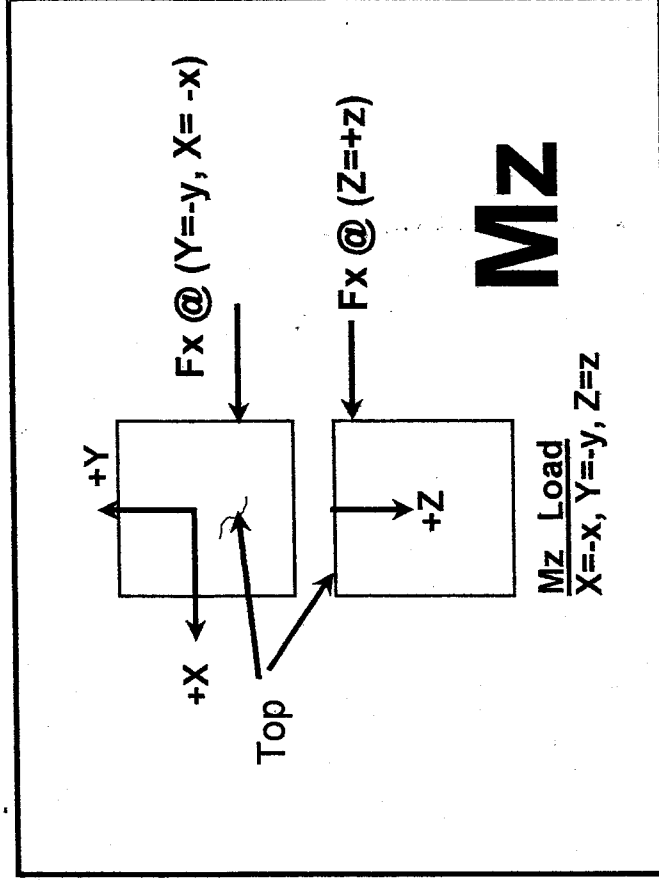 +Y
Fx @ (Y=-y, X= -x)
+X
Top
Fx @ (Z=+z)
+Z
Mz
Mz Load
X=-x, Y=-y, Z=z